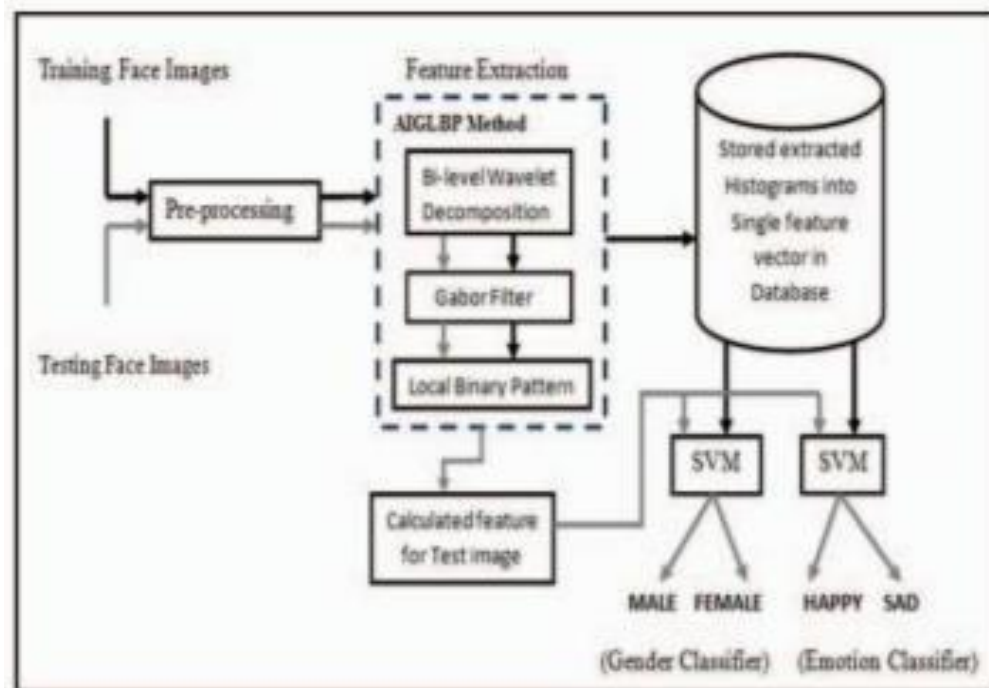 Training Face Images
Feature Extraction
AIGLBP Method
Bi-level Wavelet
Decomposition
Pre-processing
Gabor Filter
Local Binary Pattern
Stored extracted
Histograms into
Single feature
vector in
Database
Testing Face Images
Calculated feature
for Test image
SVM
SVM
MALE FEMALE
HAPPY SAD
(Gender Classifier)
(Emotion Classifier)